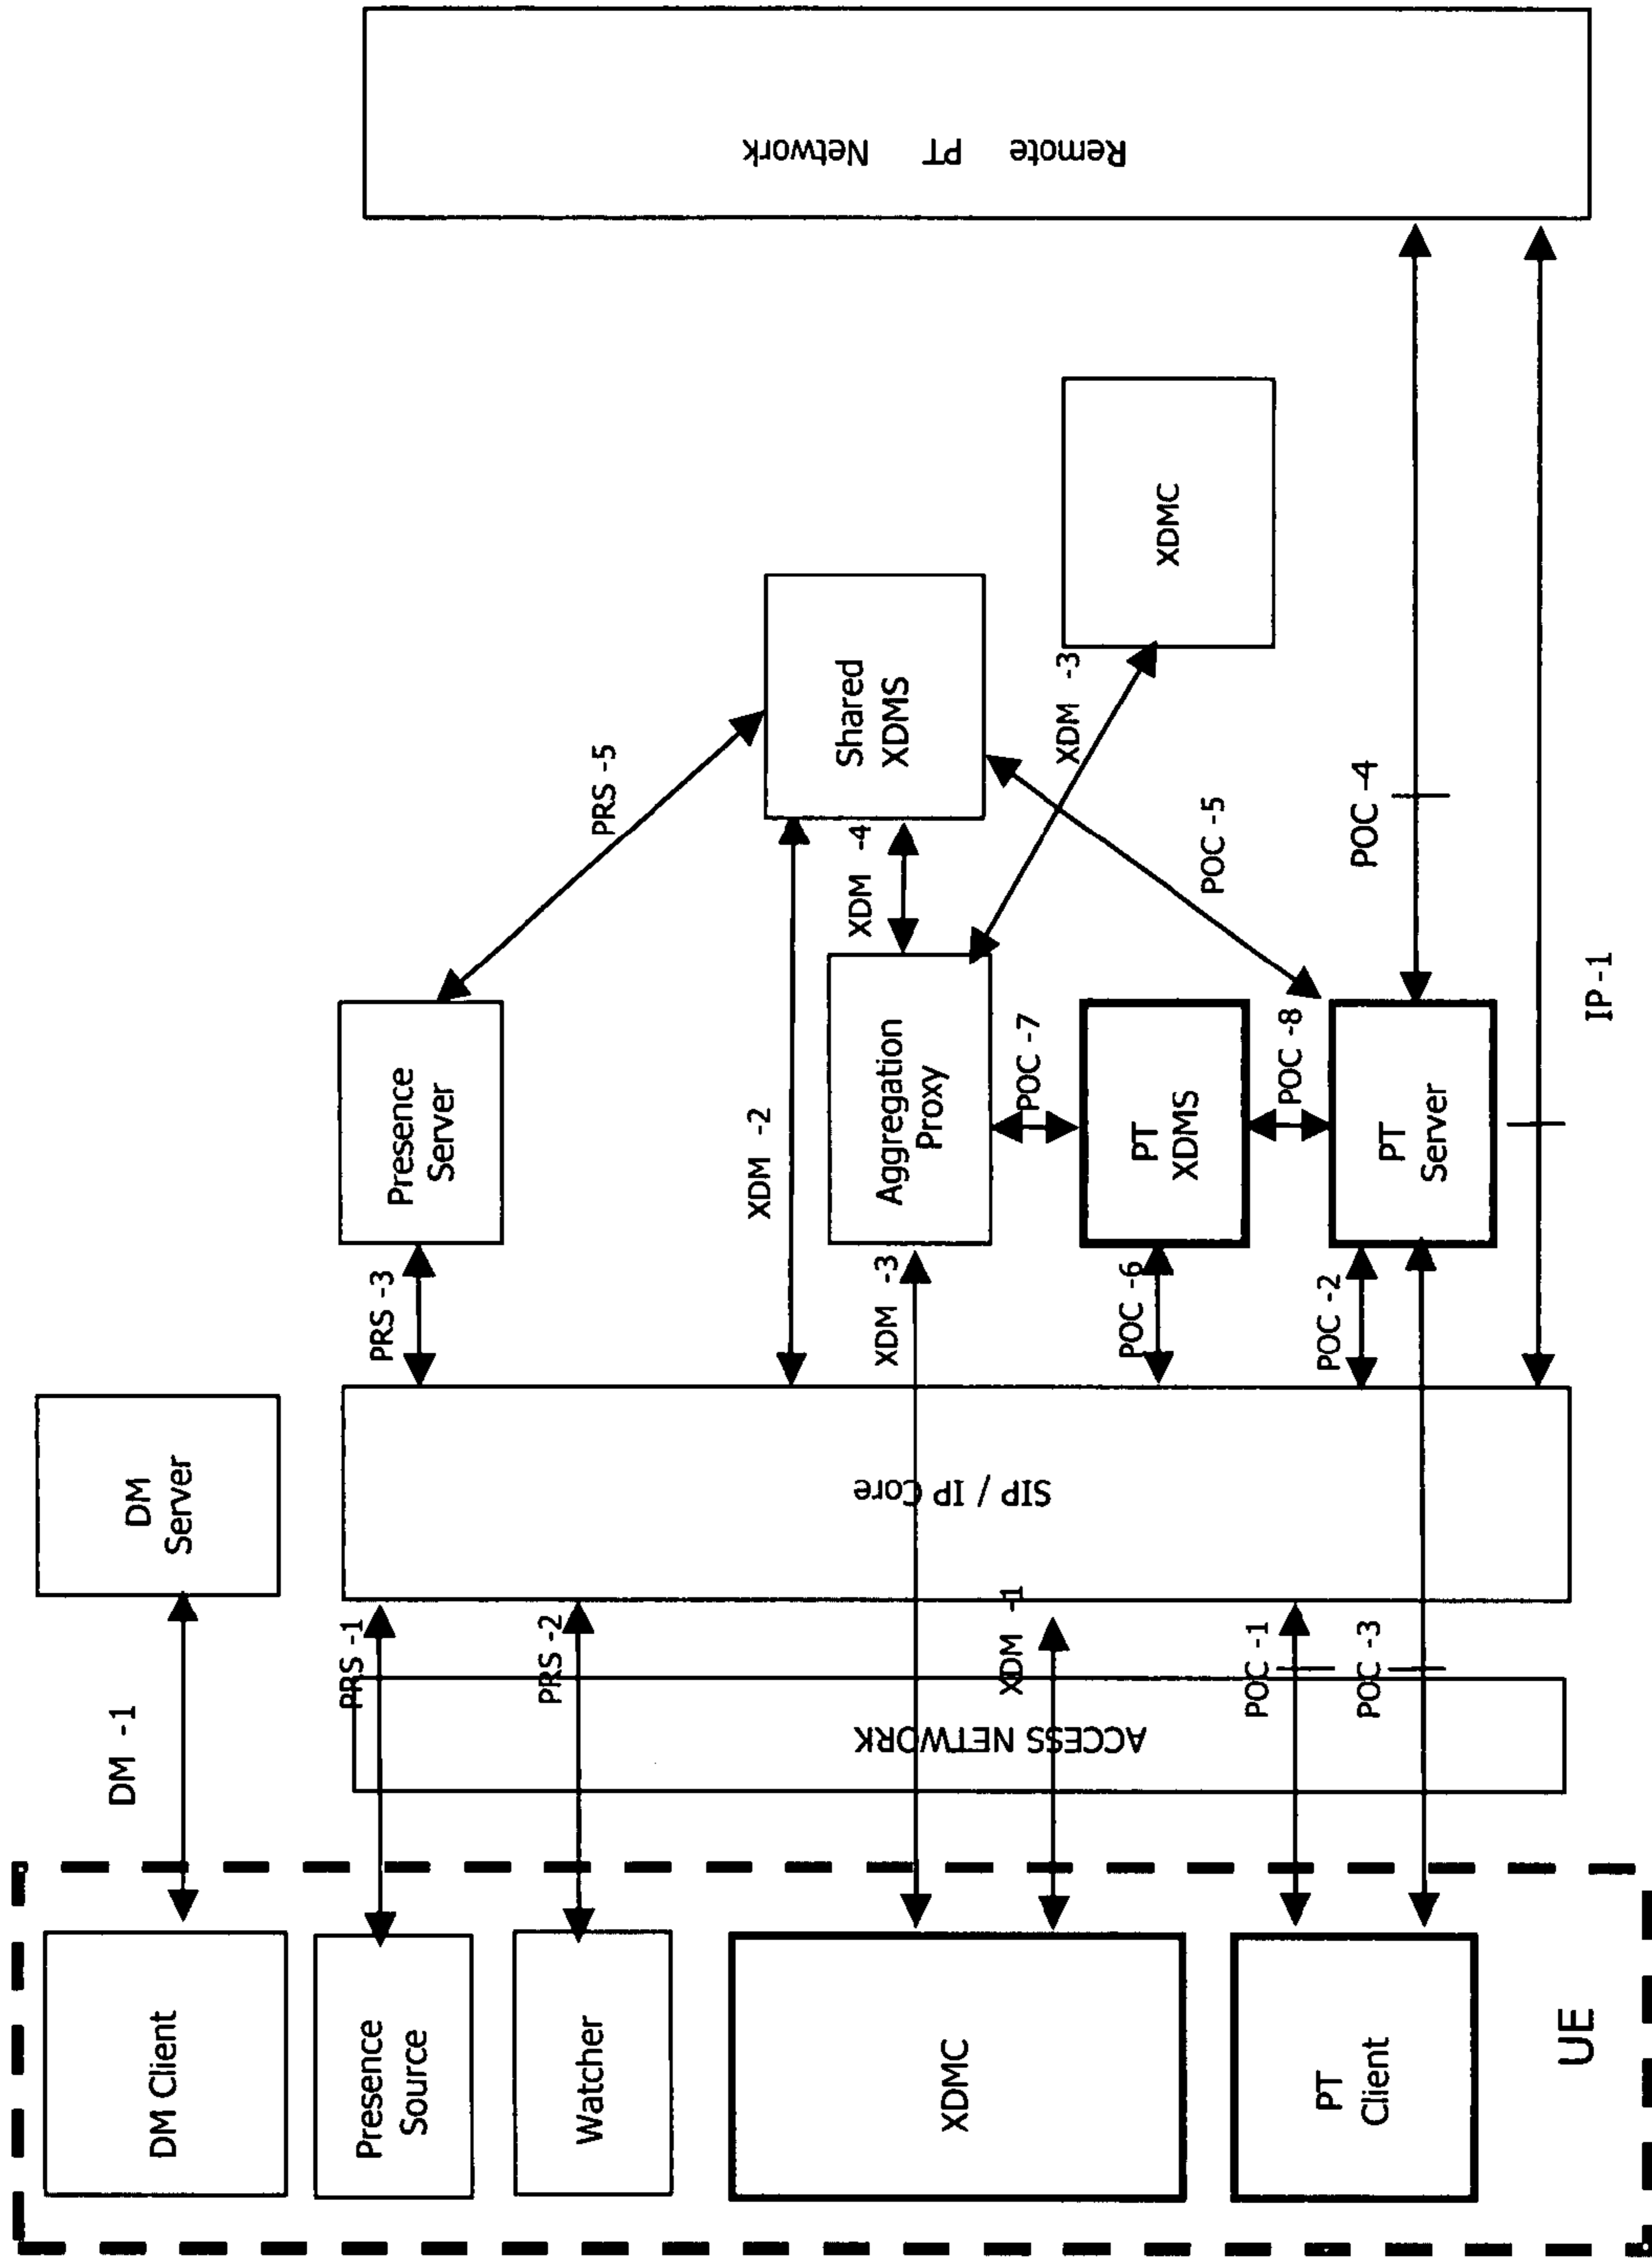 DM Client
DM -1
DM
Server
Presence
Source
PRS -1
PRS -3
Presence
Server
PRS -5
Watcher
PRS -2
XDM -2
Shared
XDMS
XDM -4
XDMC
XDM -3
Aggregation
Proxy
XDM -3
XDMC
XDM -1
ACCESS NETWORK
SIP / IP Core
POC -7
POC -6
PT
XDMS
POC -5
Remote PT Network
PT
Client
POC -1
POC -3
POC -2
POC -8
PT
Server
POC -4
UE
IP -1